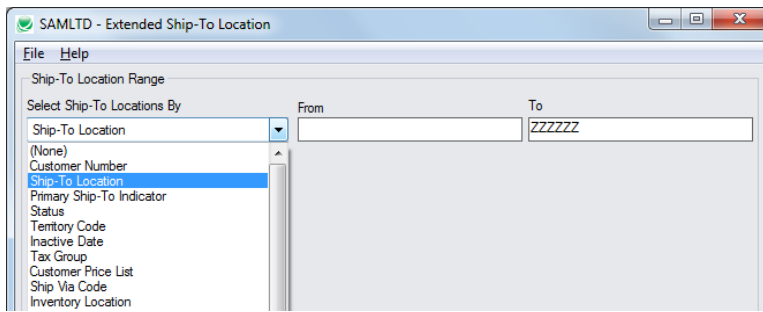 SAMLTD - Extended Ship-To Location
File Help
Ship-To Location Range
Select Ship-To Locations By From To
Ship-To Location ZZZZZZ
(None)
Customer Number
Ship-To Location
Primary Ship-To Indicator
Status
Territory Code
Inactive Date
Tax Group
Customer Price List
Ship Via Code
Inventory Location